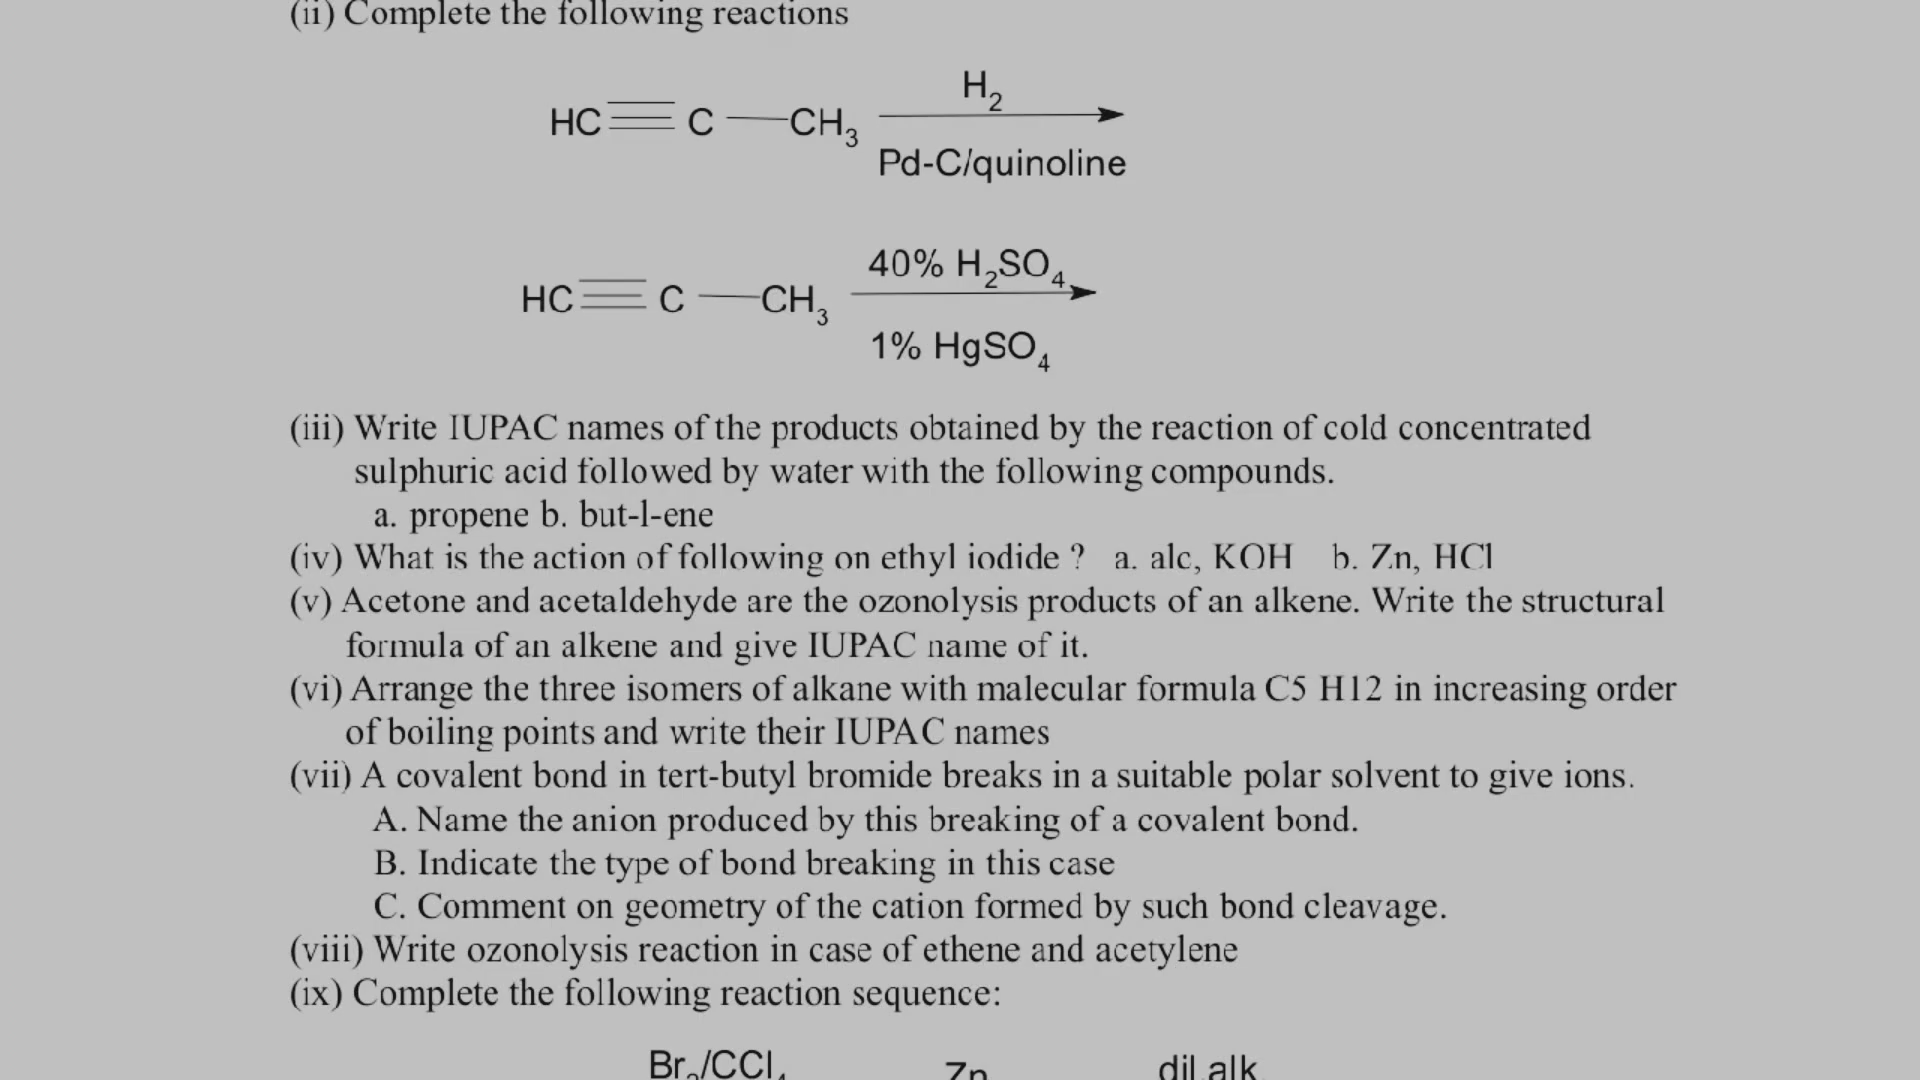 (ii) Complete the following reactions
H2
HC≡C—CH3
Pd-C/quinoline
40% H2SO4
HC≡C—CH3
1% HgSO4
(iii) Write IUPAC names of the products obtained by the reaction of cold concentrated
sulphuric acid followed by water with the following compounds.
a. propene b. but-l-ene
(iv) What is the action of following on ethyl iodide ? a. alc, KOH b. Zn, HCl
(v) Acetone and acetaldehyde are the ozonolysis products of an alkene. Write the structural
formula of an alkene and give IUPAC name of it.
(vi) Arrange the three isomers of alkane with malecular formula C5 H12 in increasing order
of boiling points and write their IUPAC names
(vii) A covalent bond in tert-butyl bromide breaks in a suitable polar solvent to give ions.
A. Name the anion produced by this breaking of a covalent bond.
B. Indicate the type of bond breaking in this case
C. Comment on geometry of the cation formed by such bond cleavage.
(viii) Write ozonolysis reaction in case of ethene and acetylene
(ix) Complete the following reaction sequence:
Br2/CCl4 Zn dil.alk.